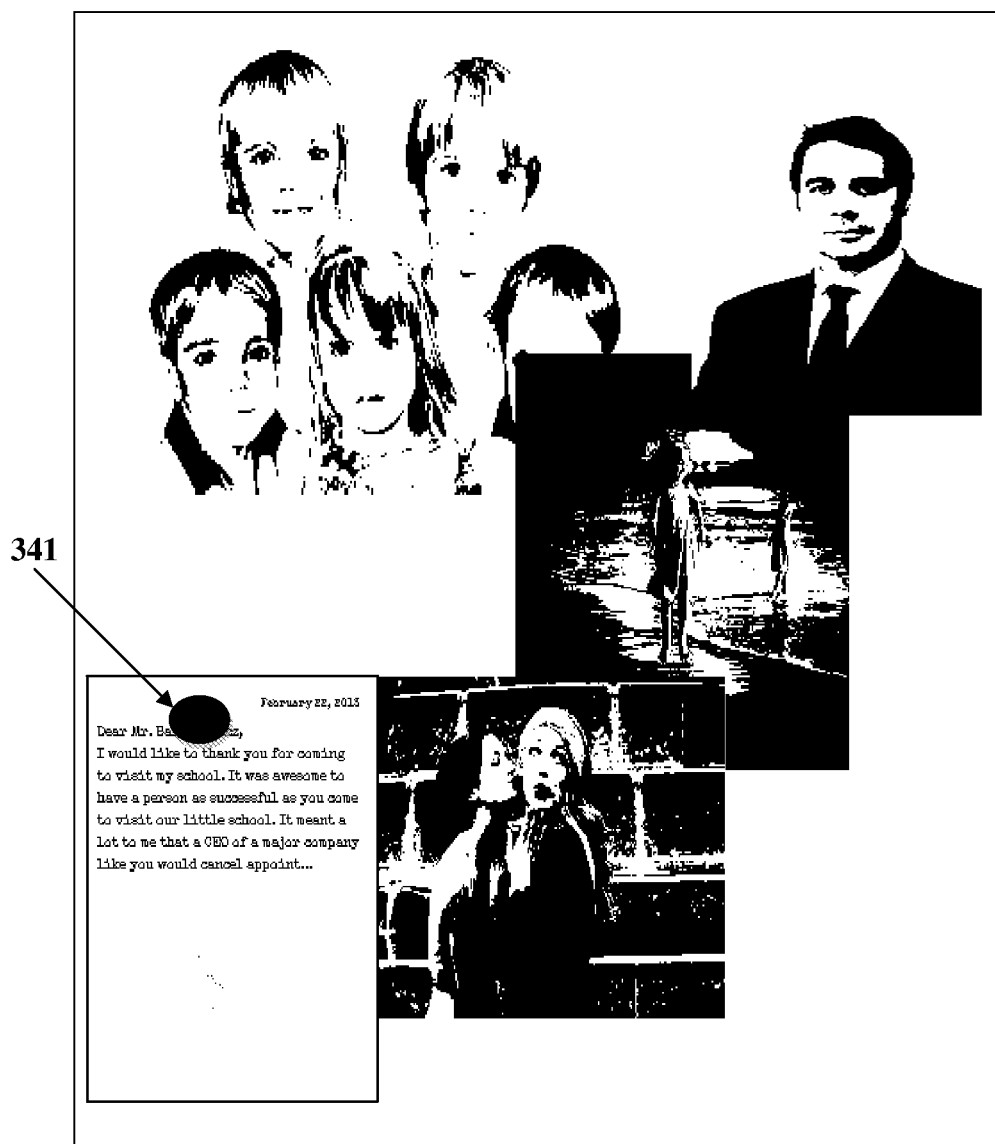 341
February 22, 2013
Dear Mr.
I would like to thank you for coming
to visit my school. It was awesome to
have a person as successful as you come
to visit our little school. It meant a
lot to me that a CEO of a major company
like you would cancel appoint...